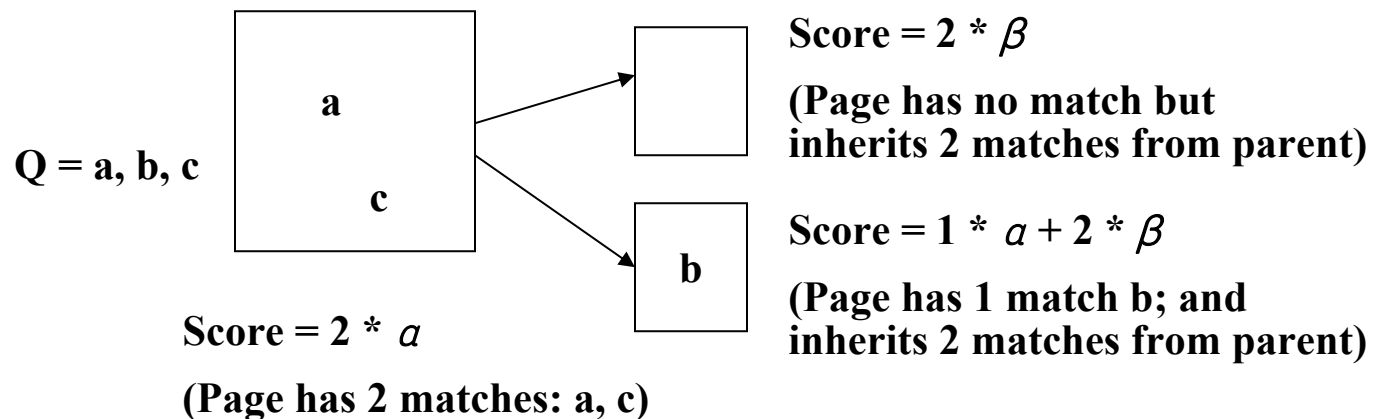 Q = a, b, c
a
c
Score = 2 * α
(Page has 2 matches: a, c)
Score = 2 * β
(Page has no match but
inherits 2 matches from parent)
b
Score = 1 * α + 2 * β
(Page has 1 match b; and
inherits 2 matches from parent)